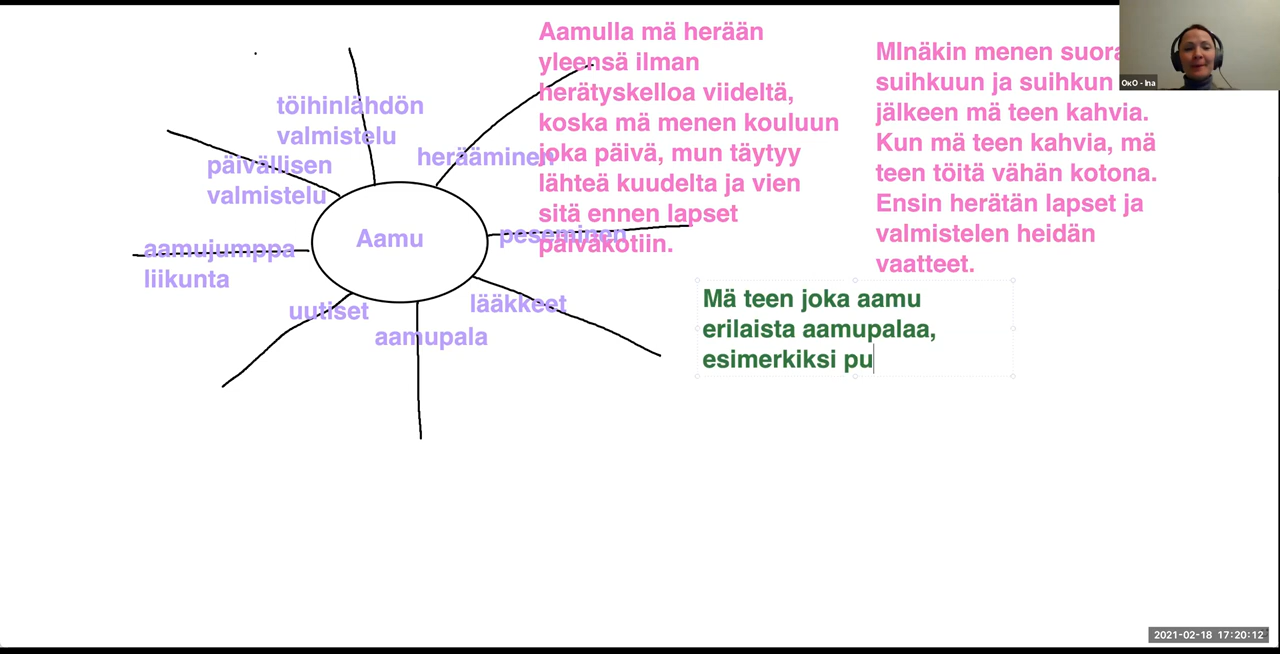 Aamulla mä herään
yleensä ilman
herätyskelloa viideltä,
koska mä menen kouluun
joka päivä, mun täytyy
lähteä kuudelta ja vien
sitä ennen lapset
päiväkotiin.
MInäkin menen
suihkuun ja suihkun
jälkeen mä teen kahvia.
Kun mä teen kahvia, mä
teen töitä vähän kotona.
Ensin herätän lapset ja
valmistelen heidän
vaatteet.
töihinlähdön
valmistelu
päivällisen
valmistelu
herääminen
Aamu
peseminen
aamujumppa
liikunta
uutiset
lääkkeet
aamupala
Mä teen joka aamu
erilaista aamupalaa,
esimerkiksi pu
OкO - Ina
2021-02-18 17:20:12